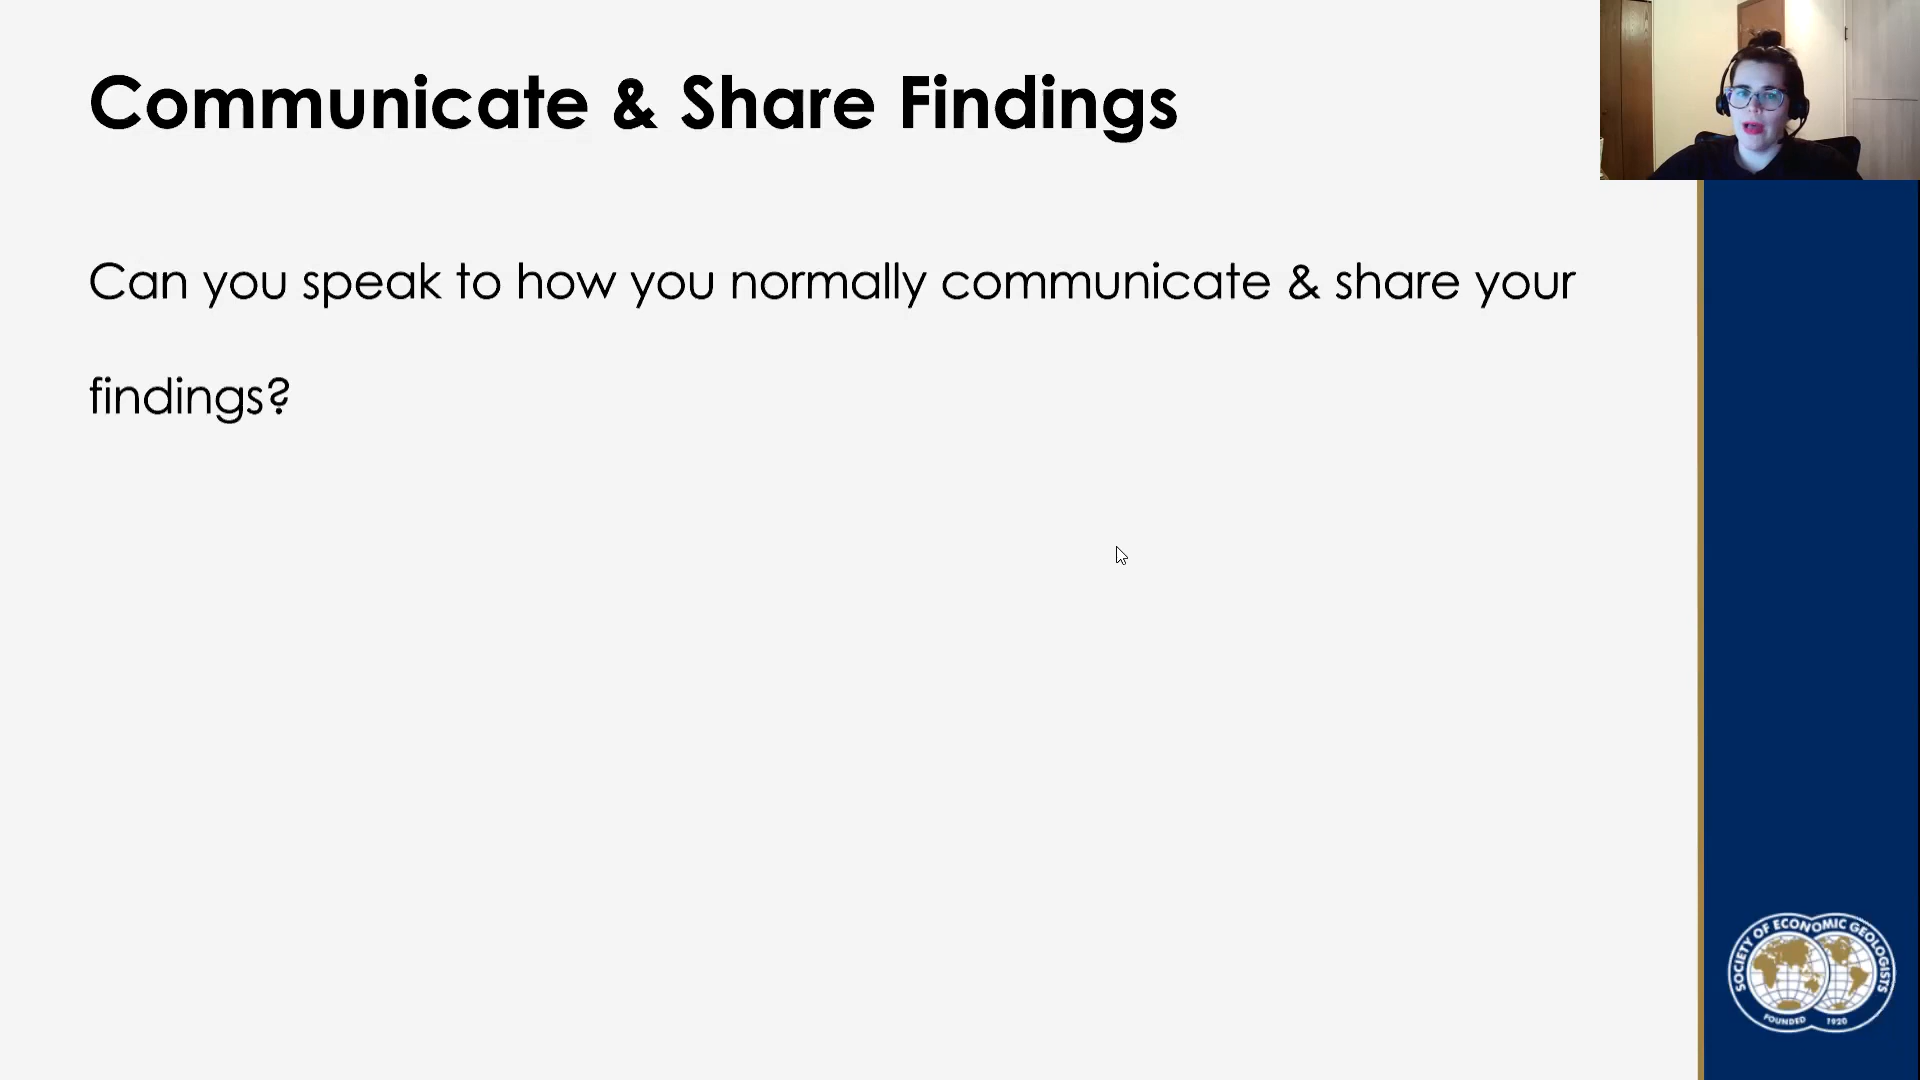 Communicate & Share Findings
Can you speak to how you normally communicate & share your
findings?
SOCIETY OF ECONOMIC GEOLOGISTS
FOUNDED 1920